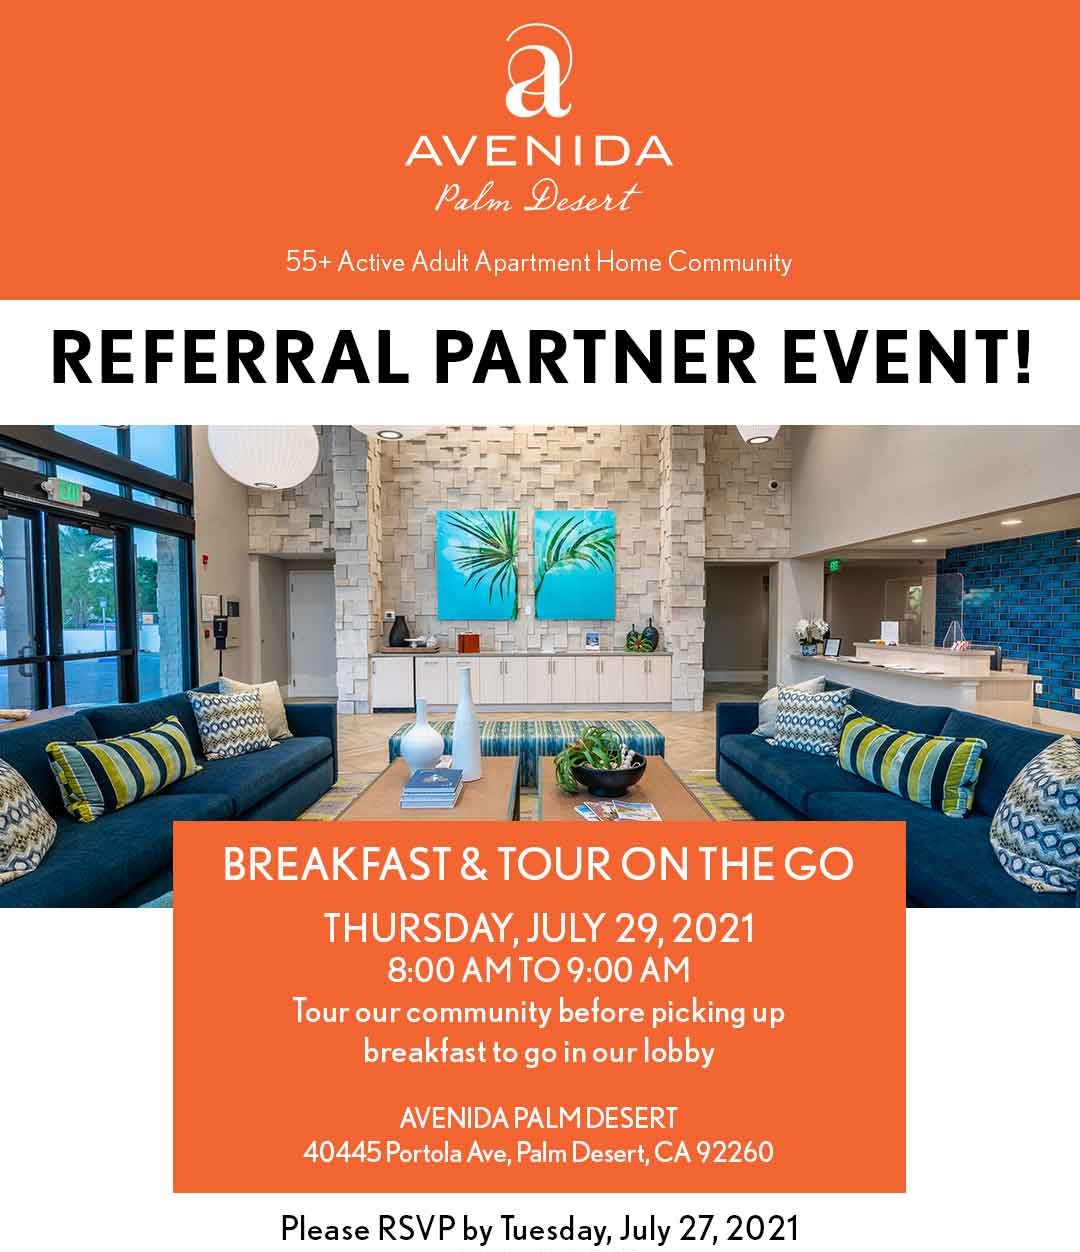 a
AVENIDA
Palm Desert
55+ Active Adult Apartment Home Community
REFERRAL PARTNER EVENT!
EXIT
BREAKFAST & TOUR ON THE GO
THURSDAY, JULY 29, 2021
8:00 AM TO 9:00 AM
Tour our community before picking up
breakfast to go in our lobby
AVENIDA PALM DESERT
40445 Portola Ave, Palm Desert, CA 92260
Please RSVP by Tuesday, July 27, 2021